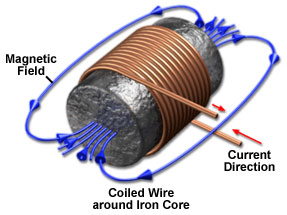 Magnetic
Field
Current
Direction
Coiled Wire
around Iron Core